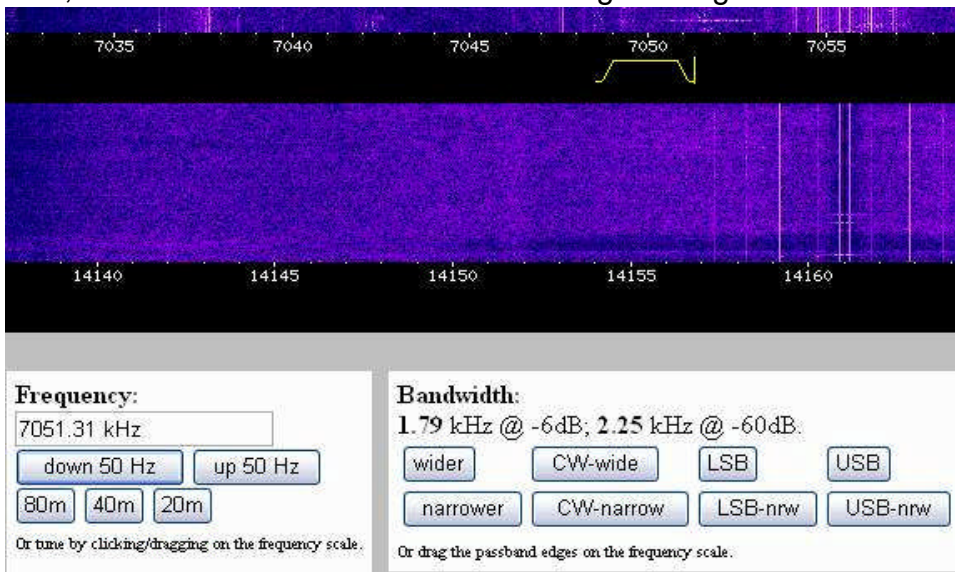 7035 7040 7045 7050 7055
14140 14145 14150 14155 14160
Frequency:
7051.31 kHz
down 50 Hz up 50 Hz
80m 40m 20m
Or tune by clicking/dragging on the frequency scale.
Bandwidth:
1.79 kHz @ -6dB; 2.25 kHz @ -60dB.
wider CW-wide LSB USB
narrower CW-narrow LSB-nrw USB-nrw
Or drag the passband edges on the frequency scale.